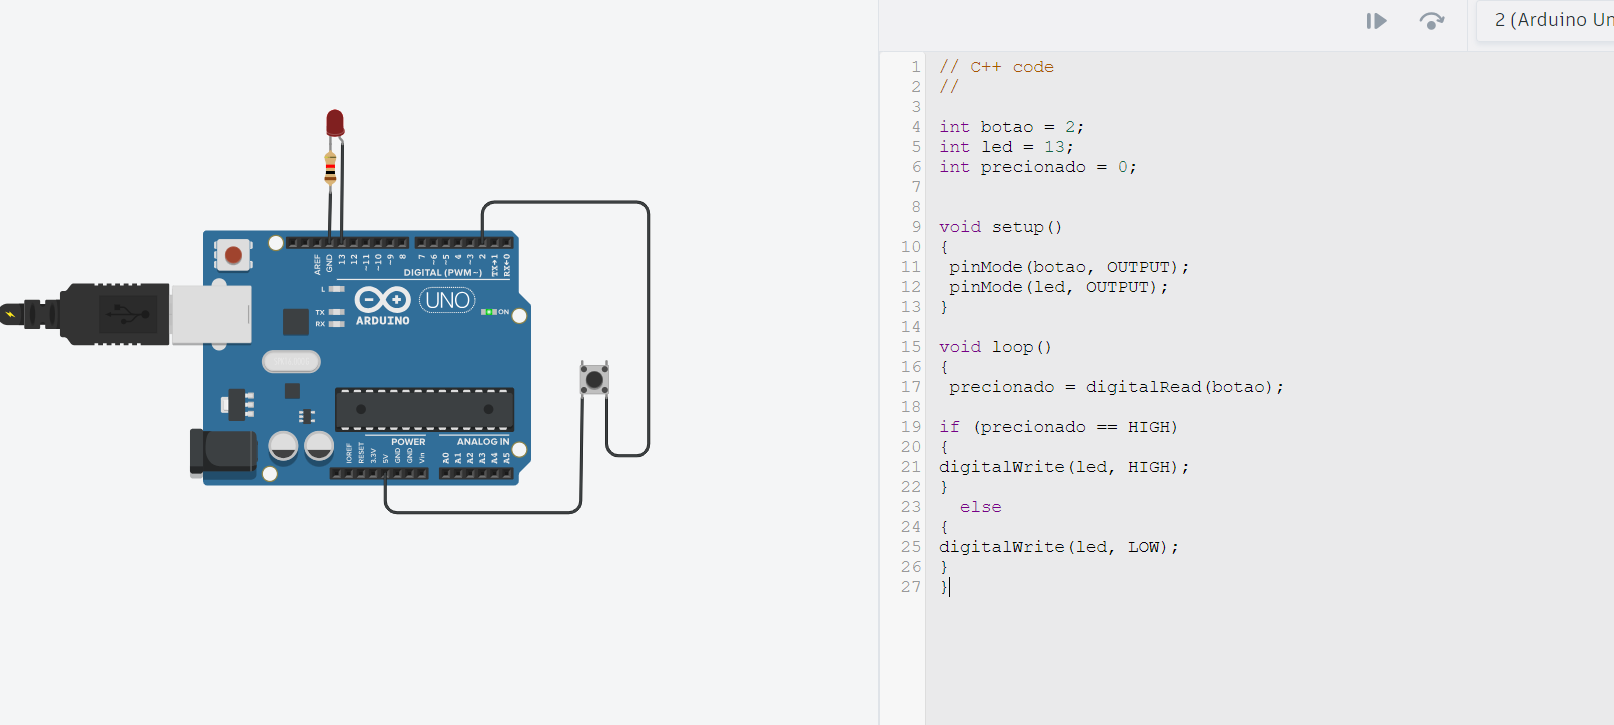 2 (Arduino Un
1 // C++ code
2 //
3
4 int botao = 2;
5 int led = 13;
6 int precionado = 0;
7
8
9 void setup()
10 {
11 pinMode(botao, OUTPUT);
12 pinMode(led, OUTPUT);
13 }
14
15 void loop()
16 {
17 precionado = digitalRead(botao);
18
19 if (precionado == HIGH)
20 {
21 digitalWrite(led, HIGH);
22 }
23 else
24 {
25 digitalWrite(led, LOW);
26 }
27 }
AREF GND 13 12 ~11 ~10 ~9 8 7 ~6 ~5 4 ~3 2 TX→1 RX←0
DIGITAL (PWM~)
L
TX
RX
UNO
ARDUINO
ON
POWER ANALOG IN
IOREF RESET 3.3V 5V GND GND Vin A0 A1 A2 A3 A4 A5